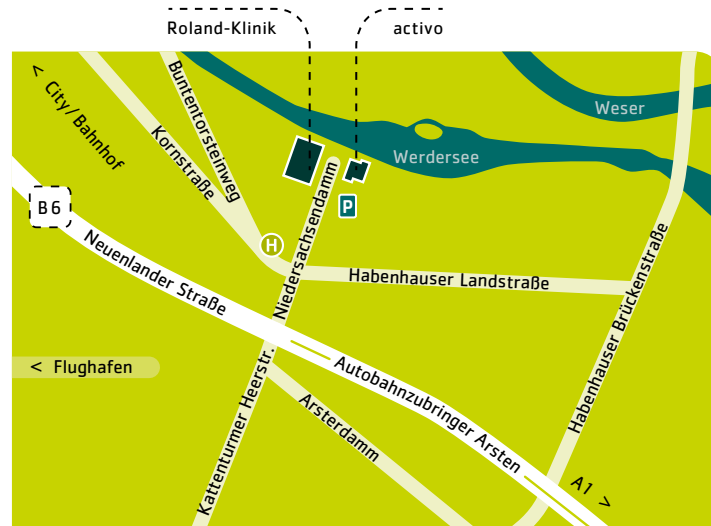 Roland-Klinik
activo
< City/Bahnhof
Buntentorsteinweg
Kornstraße
Weser
Werdersee
B6
P
H
Niedersachsendamm
Neuenlander Straße
Habenhauser Landstraße
Habenhauser Brückenstraße
< Flughafen
Kattenturmer Heerstr.
Autobahnzubringer Arsten
Arsterdamm
A1 >